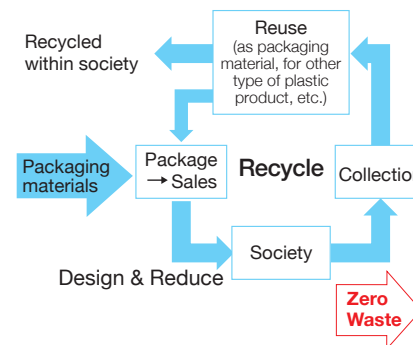 Reuse
(as packaging
material, for other
type of plastic
product, etc.)
Recycled
within society
Packaging
materials
Package
→ Sales
Recycle
Collection
Society
Design & Reduce
Zero
Waste